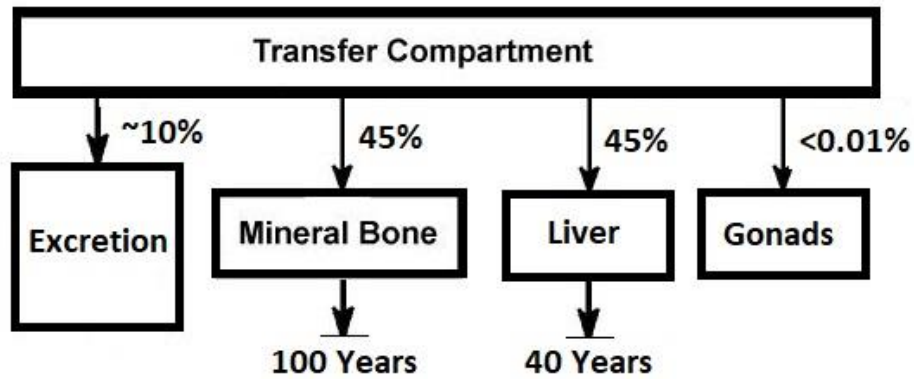 Transfer Compartment
~10%
45%
45%
<0.01%
Excretion
Mineral Bone
Liver
Gonads
100 Years
40 Years